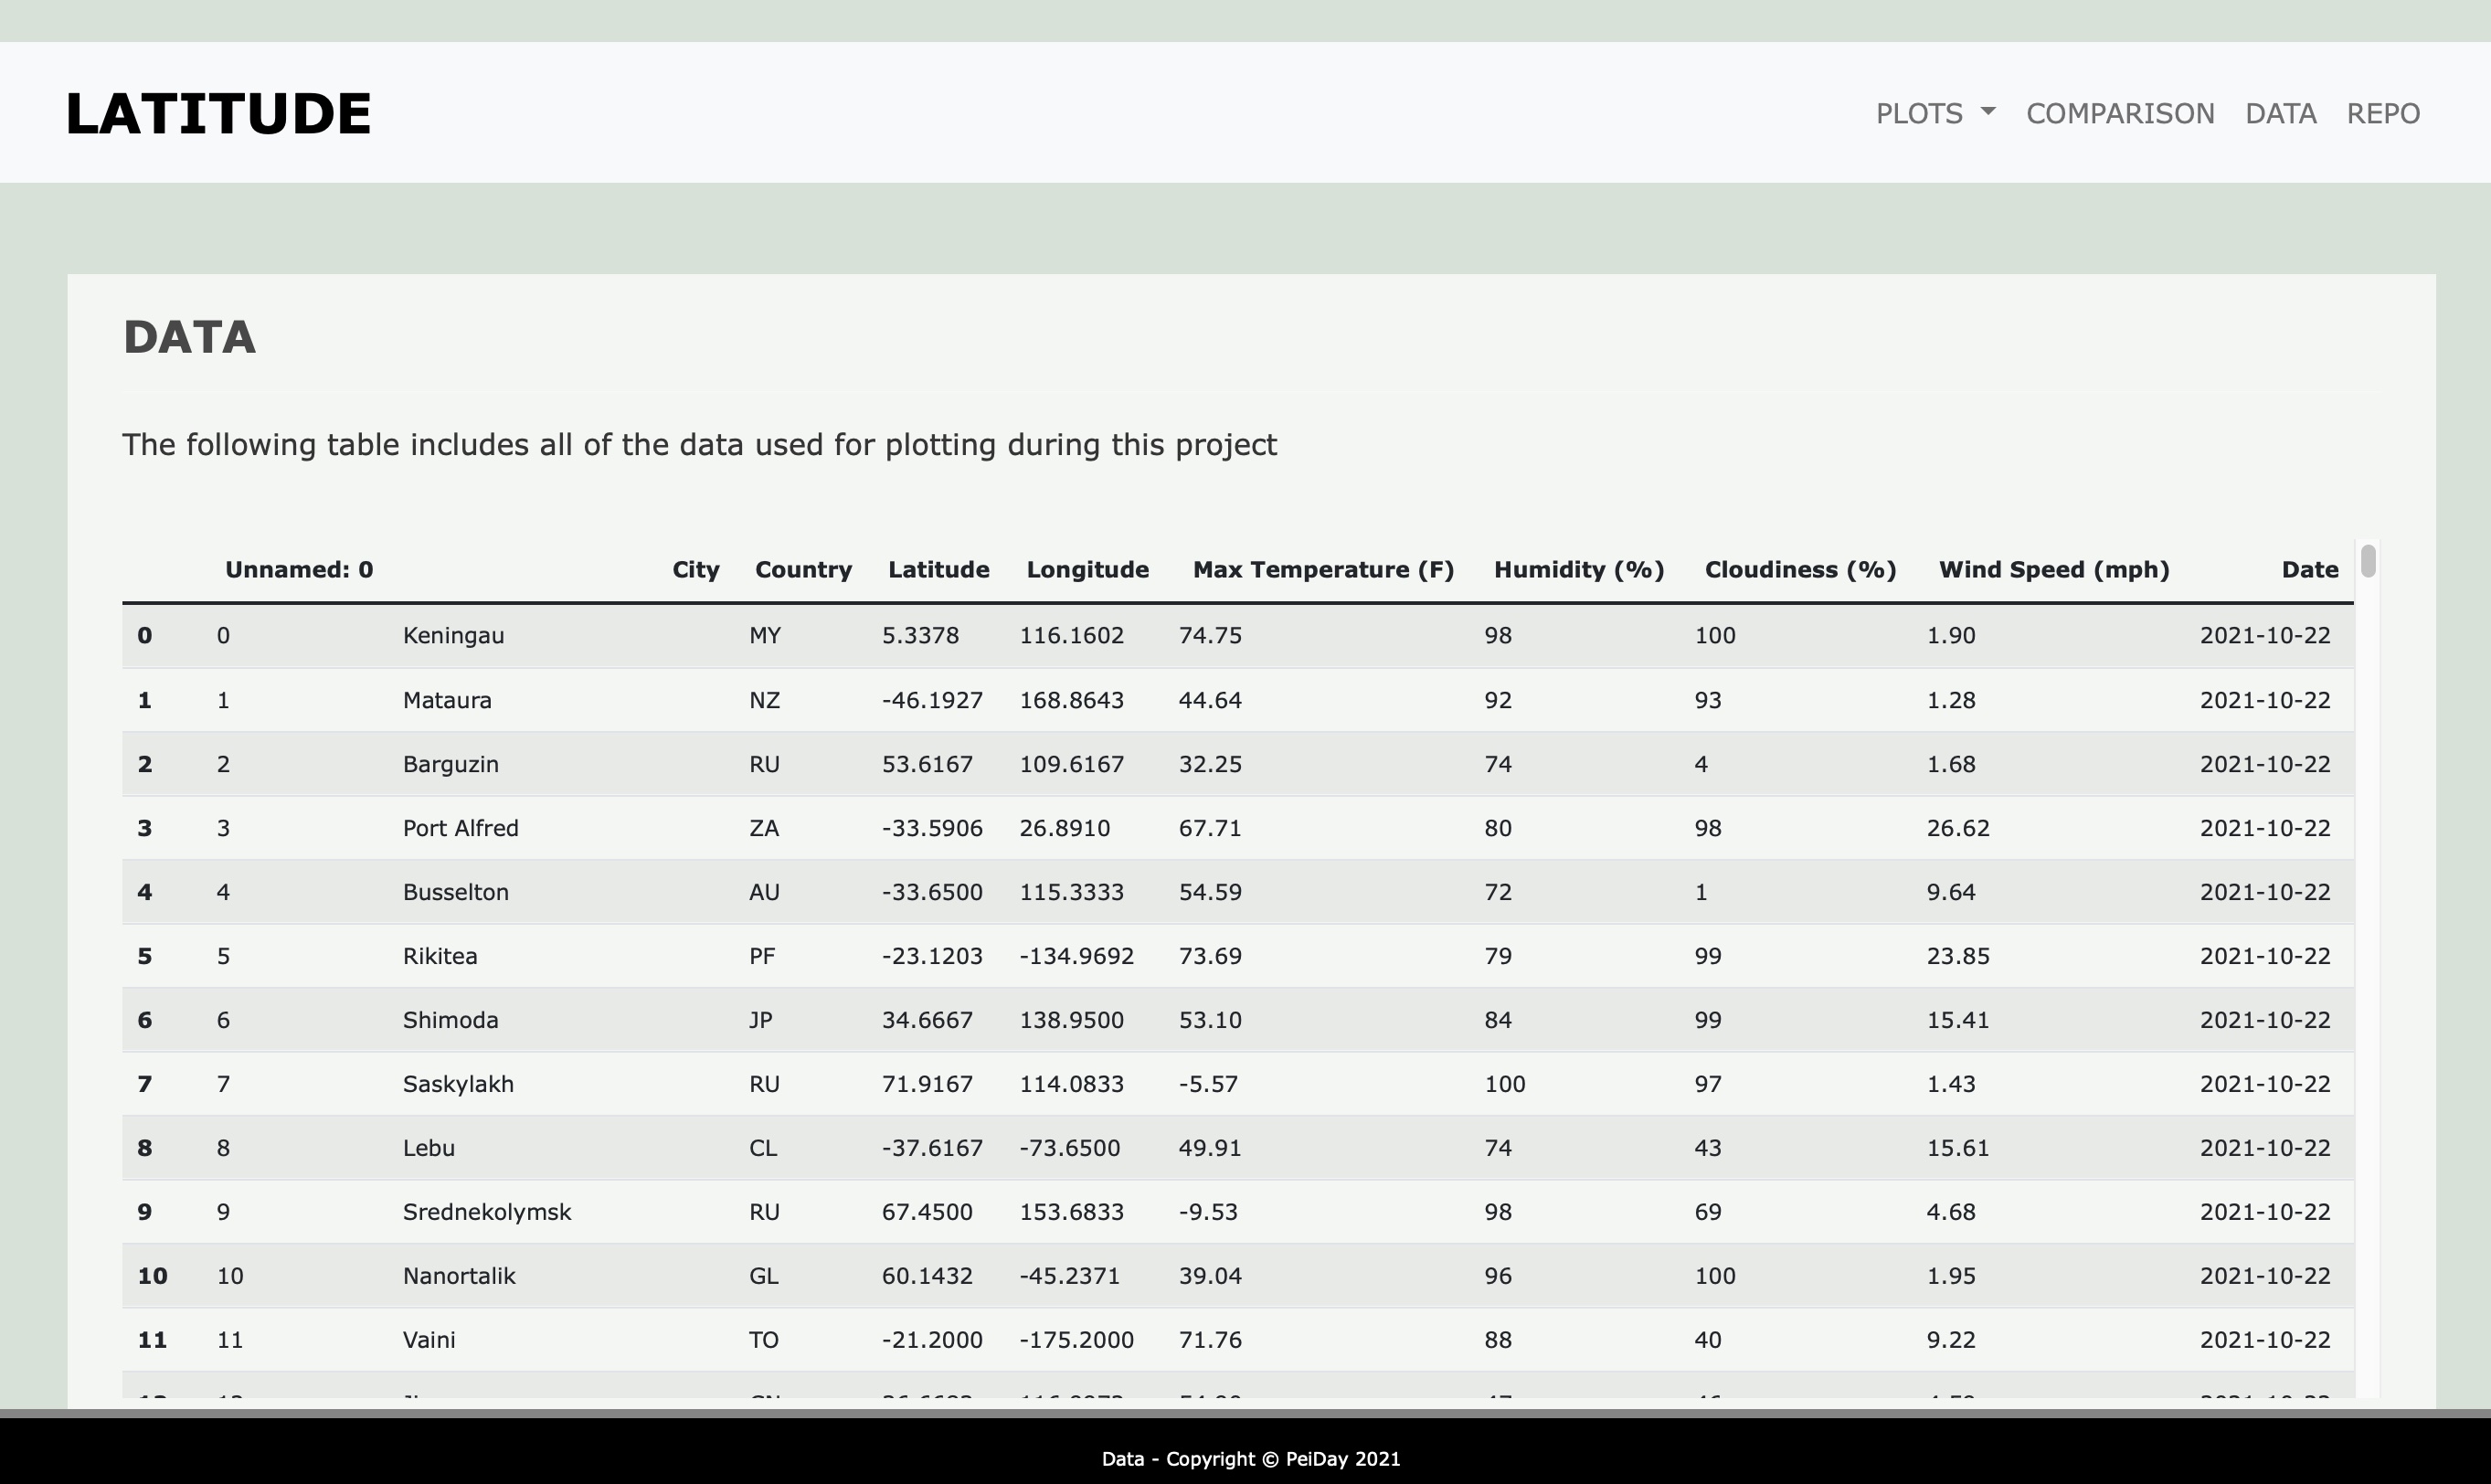 LATITUDE
PLOTS COMPARISON DATA REPO
DATA
The following table includes all of the data used for plotting during this project
Unnamed: 0 City Country Latitude Longitude Max Temperature (F) Humidity (%) Cloudiness (%) Wind Speed (mph) Date
0 0 Keningau MY 5.3378 116.1602 74.75 98 100 1.90 2021-10-22
1 1 Mataura NZ -46.1927 168.8643 44.64 92 93 1.28 2021-10-22
2 2 Barguzin RU 53.6167 109.6167 32.25 74 4 1.68 2021-10-22
3 3 Port Alfred ZA -33.5906 26.8910 67.71 80 98 26.62 2021-10-22
4 4 Busselton AU -33.6500 115.3333 54.59 72 1 9.64 2021-10-22
5 5 Rikitea PF -23.1203 -134.9692 73.69 79 99 23.85 2021-10-22
6 6 Shimoda JP 34.6667 138.9500 53.10 84 99 15.41 2021-10-22
7 7 Saskylakh RU 71.9167 114.0833 -5.57 100 97 1.43 2021-10-22
8 8 Lebu CL -37.6167 -73.6500 49.91 74 43 15.61 2021-10-22
9 9 Srednekolymsk RU 67.4500 153.6833 -9.53 98 69 4.68 2021-10-22
10 10 Nanortalik GL 60.1432 -45.2371 39.04 96 100 1.95 2021-10-22
11 11 Vaini TO -21.2000 -175.2000 71.76 88 40 9.22 2021-10-22
Data - Copyright © PeiDay 2021